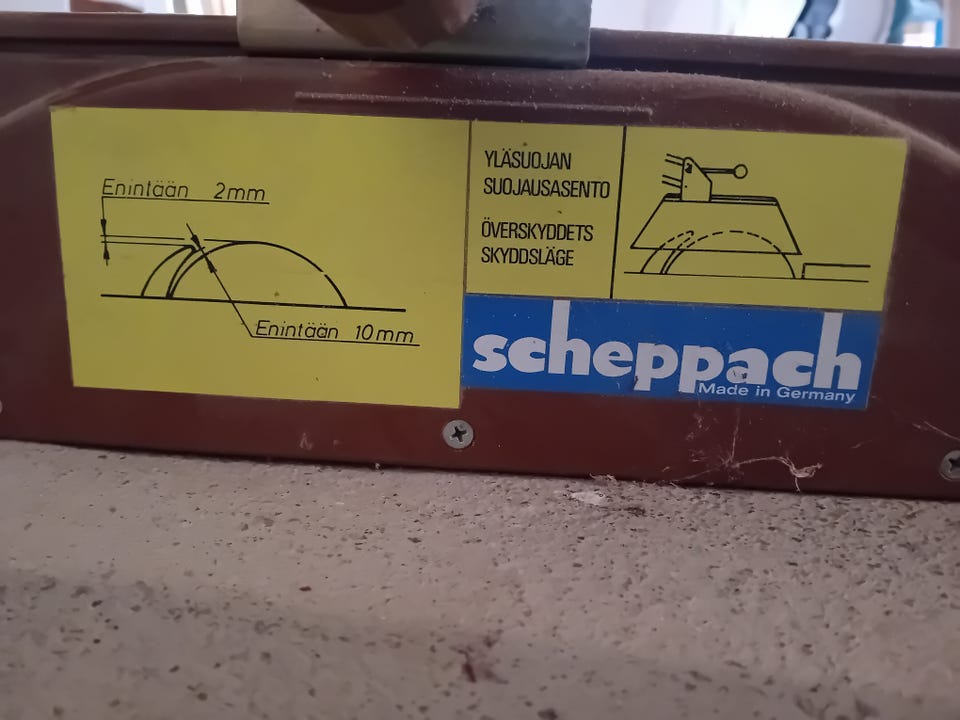 Enintään 2mm
Enintään 10mm
YLÄSUOJAN
SUOJAUSASENTO
ÖVERSKYDDETS
SKYDDSLÄGE
scheppach
Made in Germany